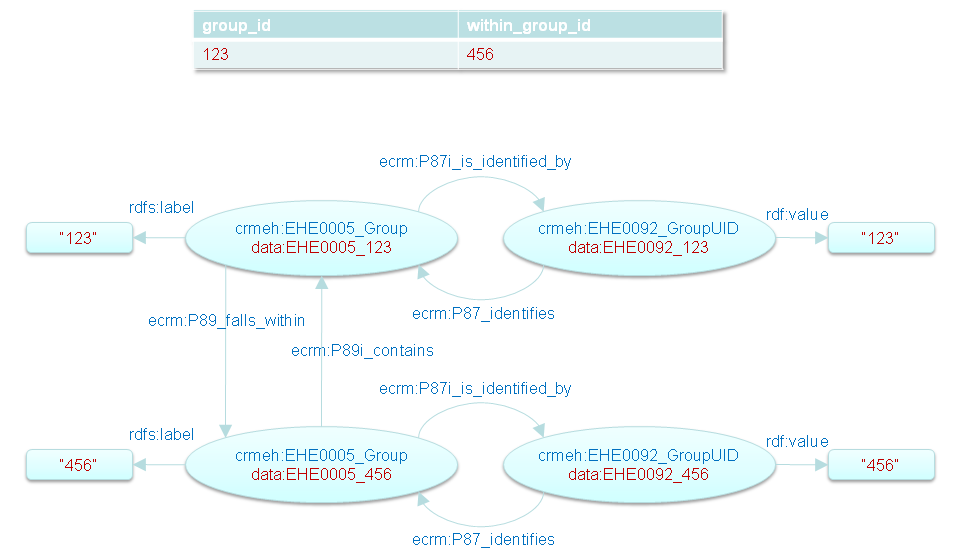 group_id within_group_id
123 456
ecrm:P87i_is_identified_by
rdfs:label
rdf:value
"123"
crmeh:EHE0005_Group
data:EHE0005_123
crmeh:EHE0092_GroupUID
data:EHE0092_123
"123"
ecrm:P87_identifies
ecrm:P89_falls_within
ecrm:P89i_contains
ecrm:P87i_is_identified_by
rdfs:label
rdf:value
"456"
crmeh:EHE0005_Group
data:EHE0005_456
crmeh:EHE0092_GroupUID
data:EHE0092_456
"456"
ecrm:P87_identifies